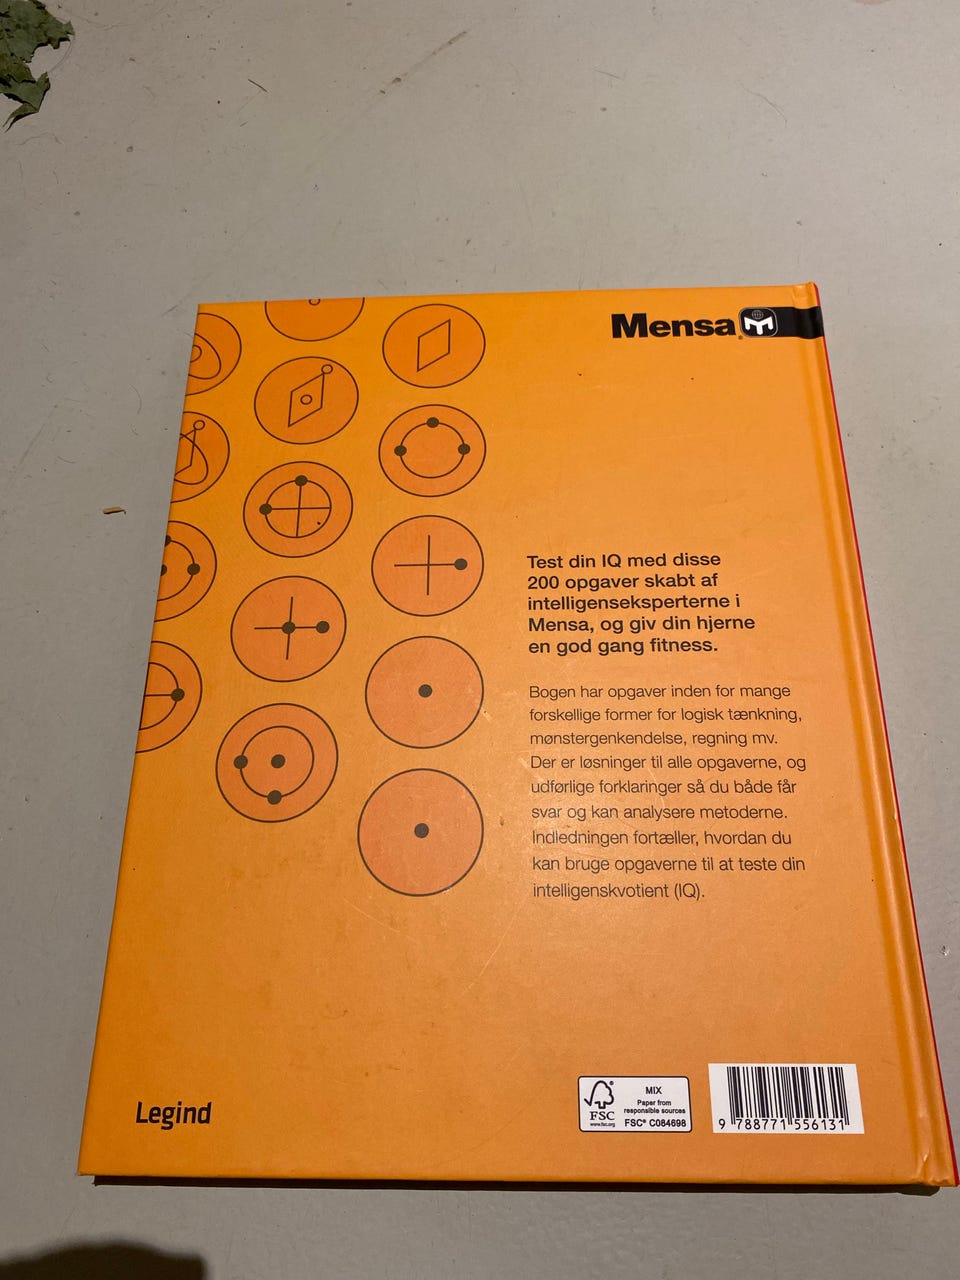 Mensa
Test din IQ med disse
200 opgaver skabt af
intelligenseksperterne i
Mensa, og giv din hjerne
en god gang fitness.
Bogen har opgaver inden for mange
forskellige former for logisk tænkning,
mønstergenkendelse, regning mv.
Der er løsninger til alle opgaverne, og
udførlige forklaringer så du både får
svar og kan analysere metoderne.
Indledningen fortæller, hvordan du
kan bruge opgaverne til at teste din
intelligenskvotient (IQ).
Legind
FSC
www.fsc.org
MIX
Paper from
responsible sources
FSC® C084698
9 788771 556131